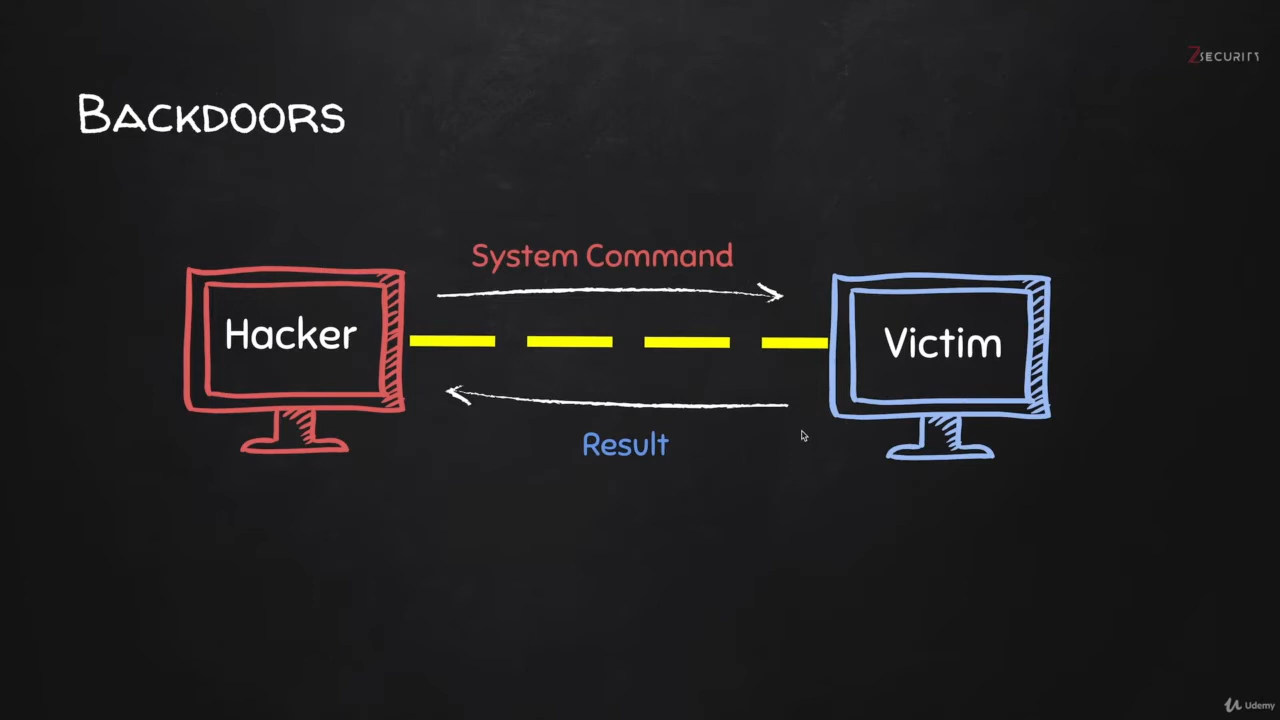 ZSECURITY
BACKDOORS
System Command
Hacker
Victim
Result
Udemy